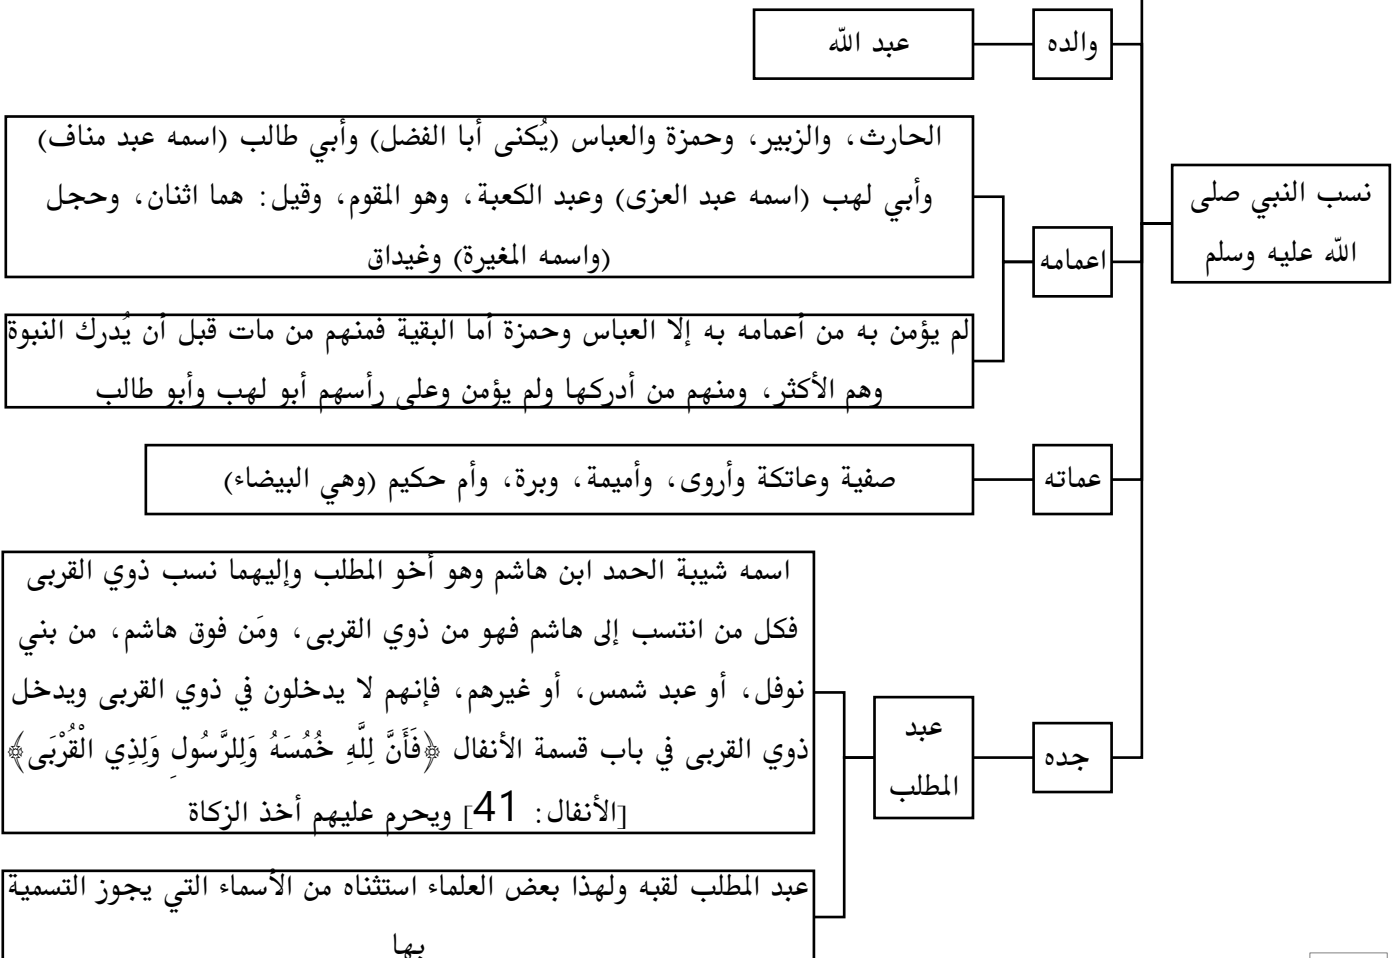 نسب النبي صلى
الله عليه وسلم
والده
عبد الله
اعمامه
الحارث، والزبير، وحمزة والعباس (يُكنى أبا الفضل) وأبي طالب (اسمه عبد مناف)
وأبي لهب (اسمه عبد العزى) وعبد الكعبة، وهو المقوم، وقيل: هما اثنان، وحجل
(واسمه المغيرة) وغيداق
لم يؤمن به من أعمامه به إلا العباس وحمزة أما البقية فمنهم من مات قبل أن يُدرك النبوة
وهم الأكثر، ومنهم من أدركها ولم يؤمن وعلى رأسهم أبو لهب وأبو طالب
عماته
صفية وعاتكة وأروى، وأميمة، وبرة، وأم حكيم (وهي البيضاء)
جده
عبد
المطلب
اسمه شيبة الحمد ابن هاشم وهو أخو المطلب وإليهما نسب ذوي القربى
فكل من انتسب إلى هاشم فهو من ذوي القربى، ومَن فوق هاشم، من بني
نوفل، أو عبد شمس، أو غيرهم، فإنهم لا يدخلون في ذوي القربى ويدخل
ذوي القربى في باب قسمة الأنفال ﴿فَأَنَّ لِلَّهِ خُمُسَهُ وَلِلرَّسُولِ وَلِذِي الْقُرْبَى﴾
[الأنفال: 41] ويحرم عليهم أخذ الزكاة
عبد المطلب لقبه ولهذا بعض العلماء استثناه من الأسماء التي يجوز التسمية
بها